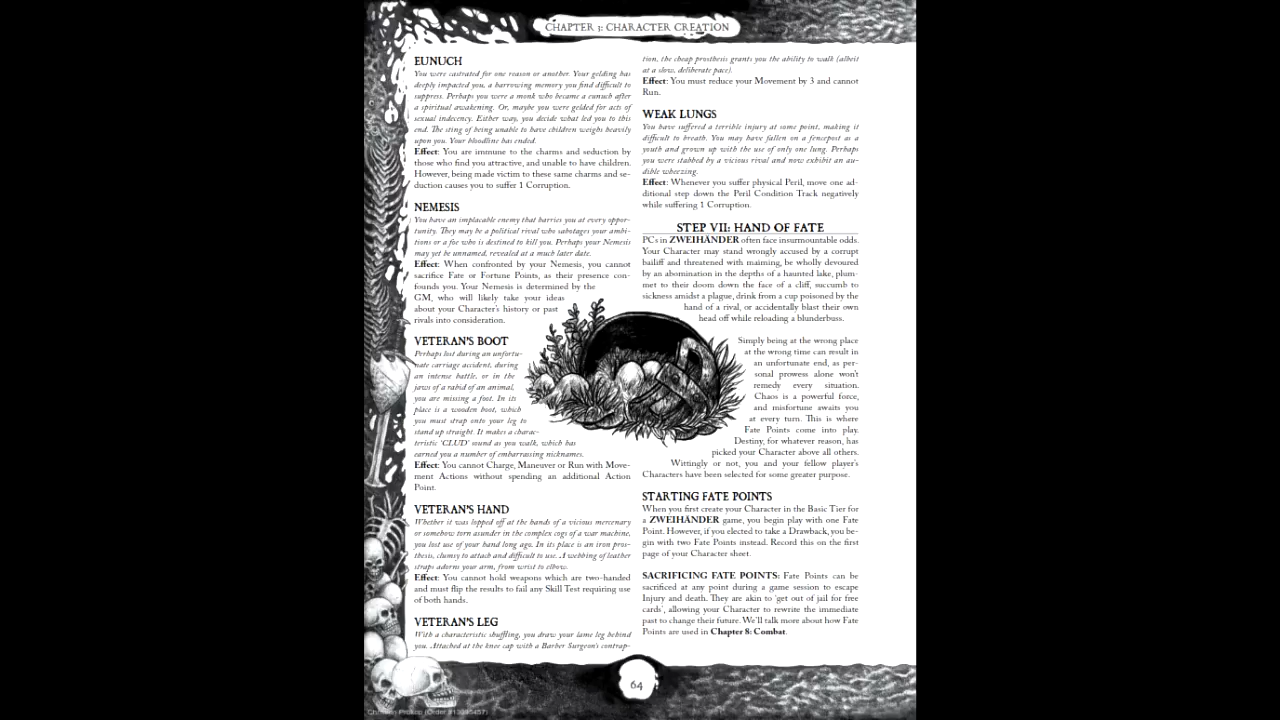 CHAPTER 3: CHARACTER CREATION
EUNUCH
You were castrated for one reason or another. Your gelding has
deeply impacted you, a harrowing memory you find difficult to
suppress. Perhaps you were a monk who became a eunuch after
a spiritual awakening. Or, maybe you were gelded for acts of
sexual indecency. Either way, you decide what led you to this
end. The sting of being unable to have children weighs heavily
upon you. Your bloodline has ended.
Effect: You are immune to the charms and seduction by
those who find you attractive, and unable to have children.
However, being made victim to these same charms and se-
duction causes you to suffer 1 Corruption.
NEMESIS
You have an implacable enemy that harries you at every oppor-
tunity. They may be a political rival who sabotages your ambi-
tions or a foe who is destined to kill you. Perhaps your Nemesis
may yet be unnamed, revealed at a much later date.
Effect: When confronted by your Nemesis, you cannot
sacrifice Fate or Fortune Points, as their presence con-
founds you. Your Nemesis is determined by the
GM, who will likely take your ideas
about your Character's history or past
rivals into consideration.
VETERAN'S BOOT
Perhaps lost during an unfortu-
nate carriage accident, during
an intense battle, or in the
jaws of a rabid of an animal,
you are missing a foot. In its
place is a wooden boot, which
you must strap onto your leg to
stand up straight. It makes a charac-
teristic 'CLUD' sound as you walk, which has
earned you a number of embarrassing nicknames.
Effect: You cannot Charge, Maneuver or Run with Move-
ment Actions without spending an additional Action
Point.
VETERAN'S HAND
Whether it was lopped off at the hands of a vicious mercenary
or somehow torn asunder in the complex cogs of a war machine,
you lost use of your hand long ago. In its place is an iron pros-
thesis, clumsy to attach and difficult to use. A webbing of leather
straps adorns your arm, from wrist to elbow.
Effect: You cannot hold weapons which are two-handed
and must flip the results to fail any Skill Test requiring use
of both hands.
VETERAN'S LEG
With a characteristic shuffling, you draw your lame leg behind
you. Attached at the knee cap with a Barber Surgeon's contrap-
tion, the cheap prosthesis grants you the ability to walk (albeit
at a slow, deliberate pace).
Effect: You must reduce your Movement by 3 and cannot
Run.
WEAK LUNGS
You have suffered a terrible injury at some point, making it
difficult to breath. You may have fallen on a fencepost as a
youth and grown up with the use of only one lung. Perhaps
you were stabbed by a vicious rival and now exhibit an au-
dible wheezing.
Effect: Whenever you suffer physical Peril, move one ad-
ditional step down the Peril Condition Track negatively
while suffering 1 Corruption.
STEP VII: HAND OF FATE
PCs in ZWEIHÄNDER often face insurmountable odds.
Your Character may stand wrongly accused by a corrupt
bailiff and threatened with maiming, be wholly devoured
by an abomination in the depths of a haunted lake, plum-
met to their doom down the face of a cliff, succumb to
sickness amidst a plague, drink from a cup poisoned by the
hand of a rival, or accidentally blast their own
head off while reloading a blunderbuss.
Simply being at the wrong place
at the wrong time can result in
an unfortunate end, as per-
sonal prowess alone won't
remedy every situation.
Chaos is a powerful force,
and misfortune awaits you
at every turn. This is where
Fate Points come into play.
Destiny, for whatever reason, has
picked your Character above all others.
Wittingly or not, you and your fellow player's
Characters have been selected for some greater purpose.
STARTING FATE POINTS
When you first create your Character in the Basic Tier for
a ZWEIHÄNDER game, you begin play with one Fate
Point. However, if you elected to take a Drawback, you be-
gin with two Fate Points instead. Record this on the first
page of your Character sheet.
SACRIFICING FATE POINTS: Fate Points can be
sacrificed at any point during a game session to escape
Injury and death. They are akin to 'get out of jail for free
cards', allowing your Character to rewrite the immediate
past to change their future. We'll talk more about how Fate
Points are used in Chapter 8: Combat.
64